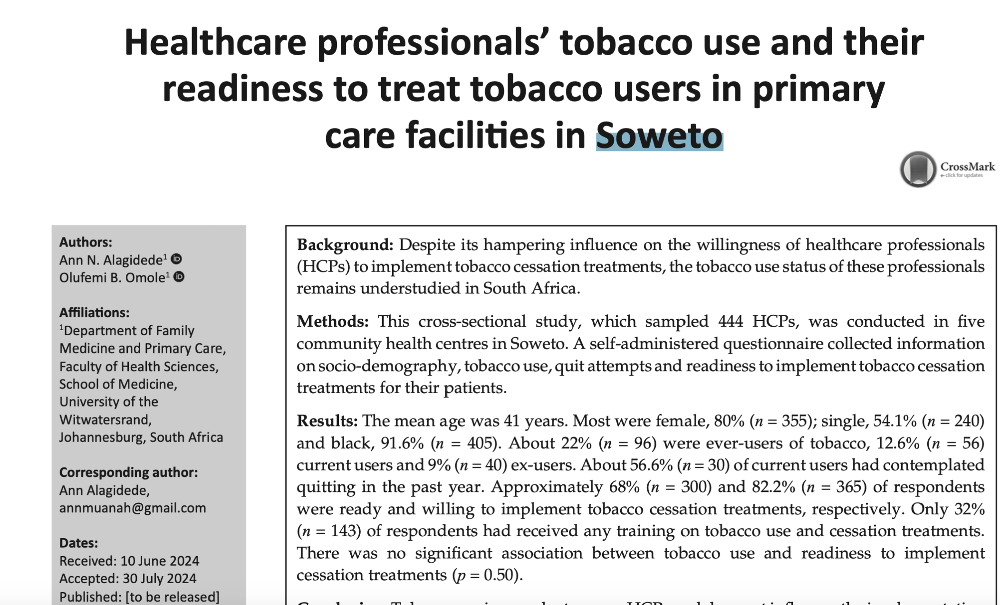 Healthcare professionals’ tobacco use and their
readiness to treat tobacco users in primary
care facilities in Soweto
CrossMark
←click for updates
Authors:
Ann N. Alagidede¹ iD
Olufemi B. Omole¹ iD
Affiliations:
¹Department of Family
Medicine and Primary Care,
Faculty of Health Sciences,
School of Medicine,
University of the
Witwatersrand,
Johannesburg, South Africa
Corresponding author:
Ann Alagidede,
annmuanah@gmail.com
Dates:
Received: 10 June 2024
Accepted: 30 July 2024
Published: [to be released]
Background: Despite its hampering influence on the willingness of healthcare professionals
(HCPs) to implement tobacco cessation treatments, the tobacco use status of these professionals
remains understudied in South Africa.
Methods: This cross-sectional study, which sampled 444 HCPs, was conducted in five
community health centres in Soweto. A self-administered questionnaire collected information
on socio-demography, tobacco use, quit attempts and readiness to implement tobacco cessation
treatments for their patients.
Results: The mean age was 41 years. Most were female, 80% (n = 355); single, 54.1% (n = 240)
and black, 91.6% (n = 405). About 22% (n = 96) were ever-users of tobacco, 12.6% (n = 56)
current users and 9% (n = 40) ex-users. About 56.6% (n = 30) of current users had contemplated
quitting in the past year. Approximately 68% (n = 300) and 82.2% (n = 365) of respondents
were ready and willing to implement tobacco cessation treatments, respectively. Only 32%
(n = 143) of respondents had received any training on tobacco use and cessation treatments.
There was no significant association between tobacco use and readiness to implement
cessation treatments (p = 0.50).